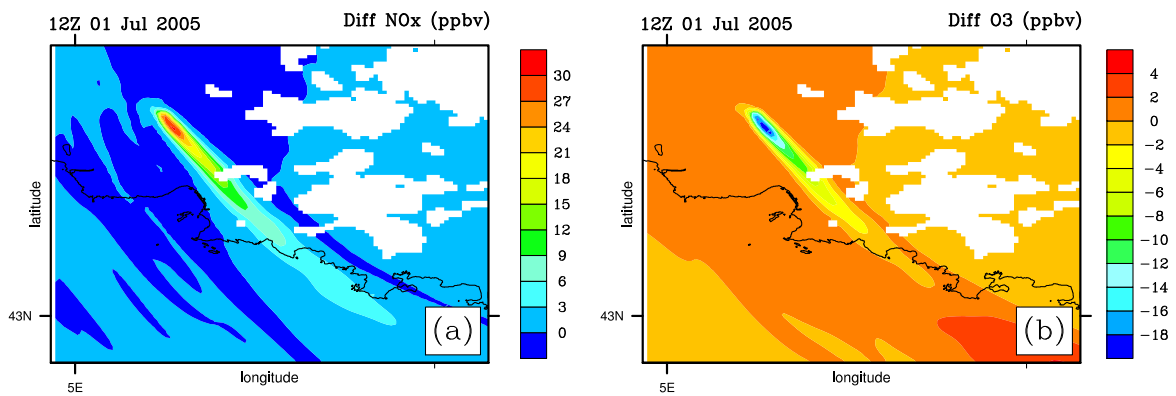 12Z 01 Jul 2005
Diff NOx (ppbv)
30
27
24
21
18
15
12
9
6
3
0
latitude
43N
5E
longitude
(a)
12Z 01 Jul 2005
Diff O3 (ppbv)
4
2
0
-2
-4
-6
-8
-10
-12
-14
-16
-18
latitude
43N
5E
longitude
(b)